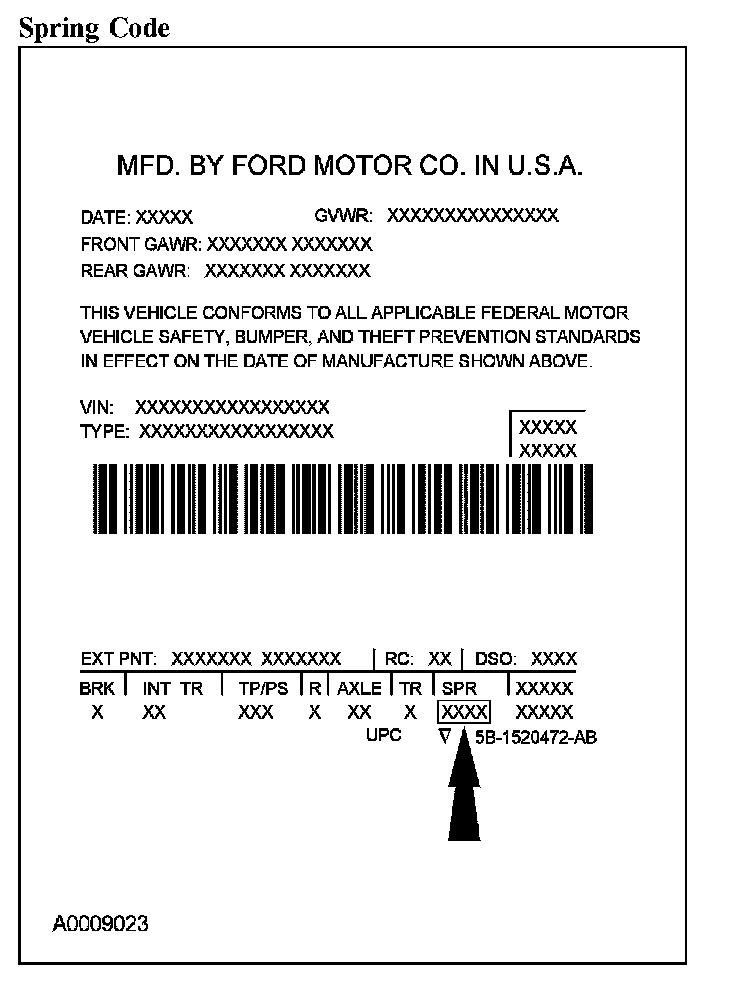 Spring Code
MFD. BY FORD MOTOR CO. IN U.S.A.
DATE: XXXXX GVWR: XXXXXXXXXXXXXXX
FRONT GAWR: XXXXXXX XXXXXXX
REAR GAWR: XXXXXXX XXXXXXX
THIS VEHICLE CONFORMS TO ALL APPLICABLE FEDERAL MOTOR
VEHICLE SAFETY, BUMPER, AND THEFT PREVENTION STANDARDS
IN EFFECT ON THE DATE OF MANUFACTURE SHOWN ABOVE.
VIN: XXXXXXXXXXXXXXXXX
TYPE: XXXXXXXXXXXXXXXXX
XXXXX
XXXXX
EXT PNT: XXXXXXX XXXXXXX RC: XX DSO: XXXX
BRK INT TR TP/PS R AXLE TR SPR XXXXX
X XX XXX X XX X XXXX XXXXX
UPC ∇ 5B-1520472-AB
A0009023